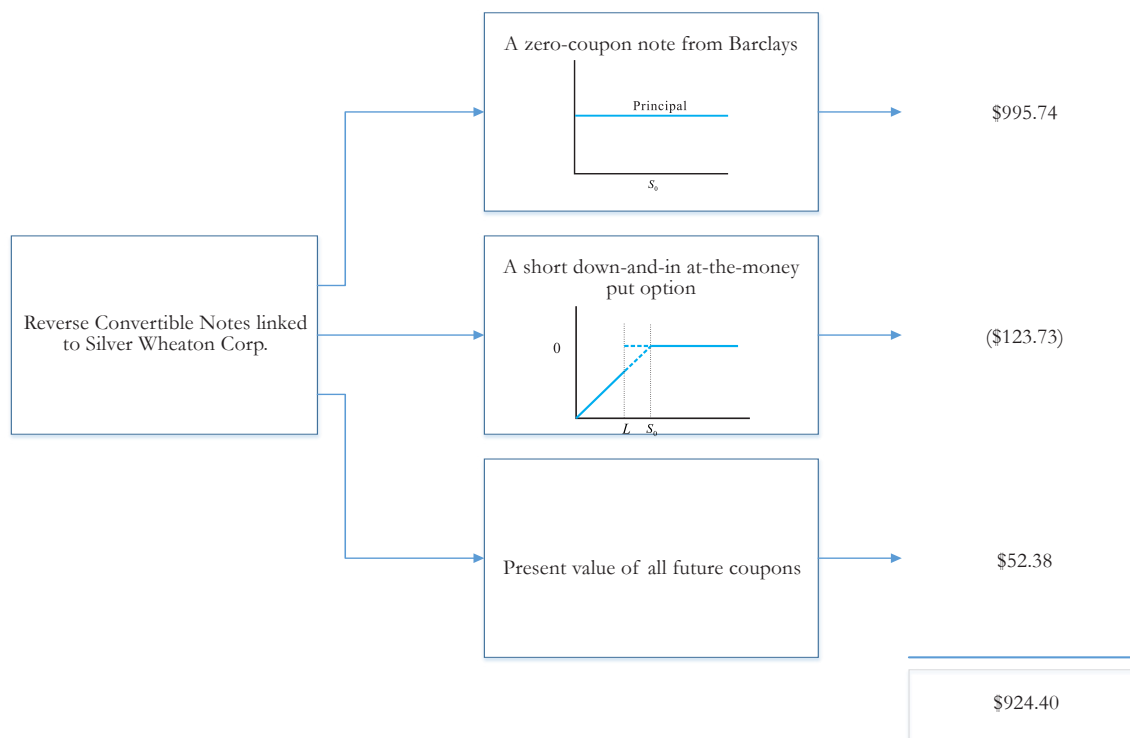 A zero-coupon note from Barclays
Principal
S₀
$995.74
Reverse Convertible Notes linked
to Silver Wheaton Corp.
A short down-and-in at-the-money
put option
0
L S₀
($123.73)
Present value of all future coupons
$52.38
$924.40